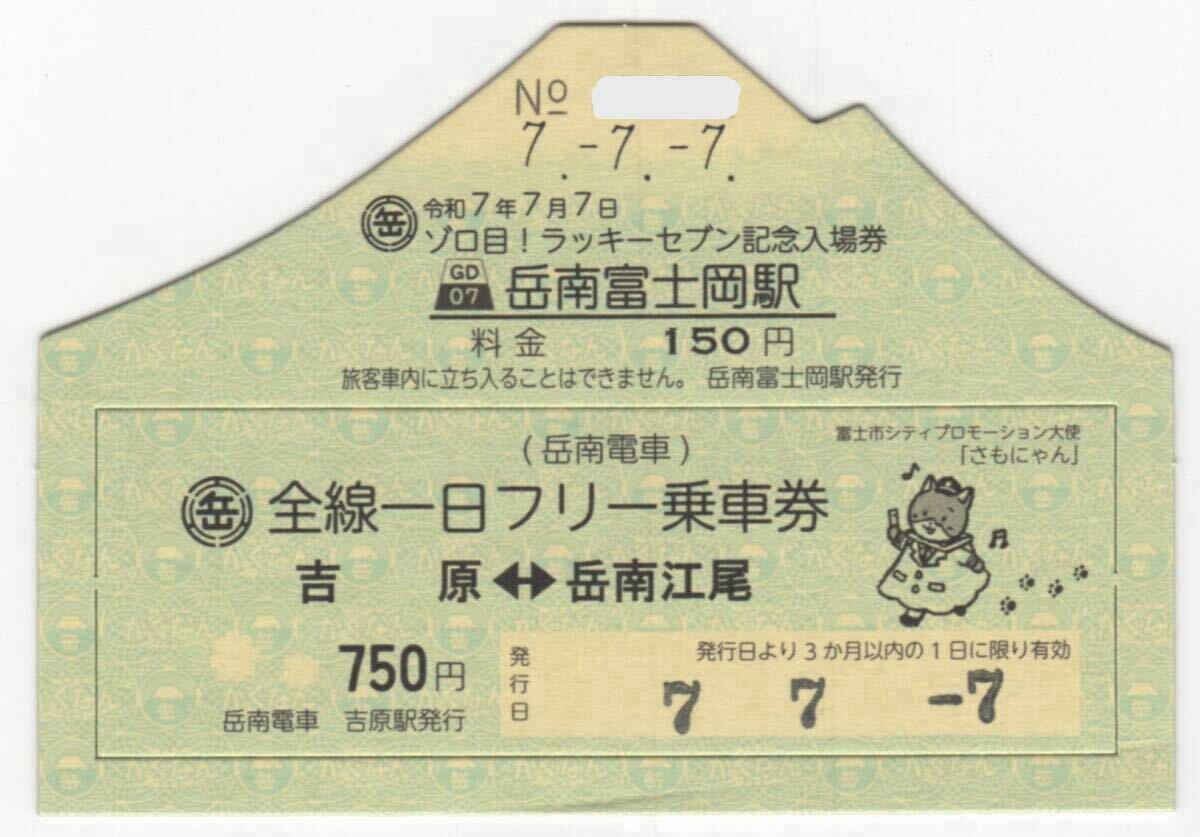 No
7.-7.-7.
岳 令和7年7月7日
ゾロ目!ラッキーセブン記念入場券
GD
07 岳南富士岡駅
料金 150円
旅客車内に立ち入ることはできません。 岳南富士岡駅発行
富士市シティプロモーション大使
「さもにゃん」
(岳南電車)
岳 全線一日フリー乗車券
吉原↔岳南江尾
750円
岳南電車 吉原駅発行
発行日
発行日より3か月以内の1日に限り有効
7 7 -7